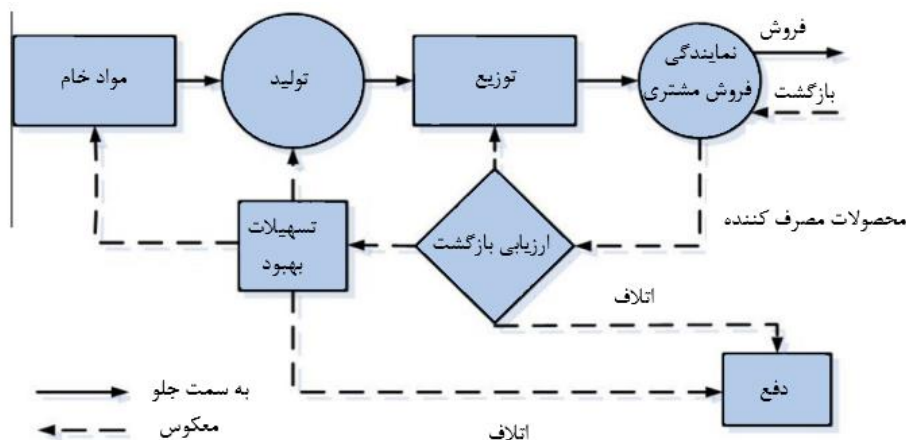 فروش
نمایندگی
فروش مشتری
توزیع
تولید
مواد خام
بازگشت
محصولات مصرف کننده
ارزیابی بازگشت
تسهیلات
بهبود
اتلاف
دفع
به سمت جلو
معکوس
اتلاف